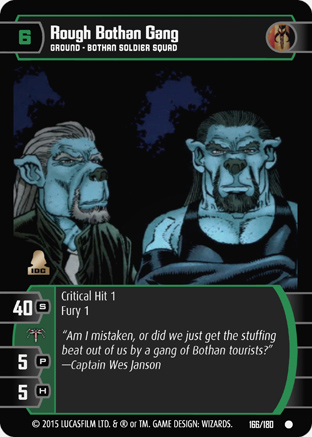 6 Rough Bothan Gang
GROUND - BOTHAN SOLDIER SQUAD
IDC
40 S
Critical Hit 1
Fury 1
"Am I mistaken, or did we just get the stuffing
5 P
beat out of us by a gang of Bothan tourists?"
—Captain Wes Janson
5 H
© 2015 LUCASFILM LTD. & ® or TM. GAME DESIGN: WIZARDS. 166/180